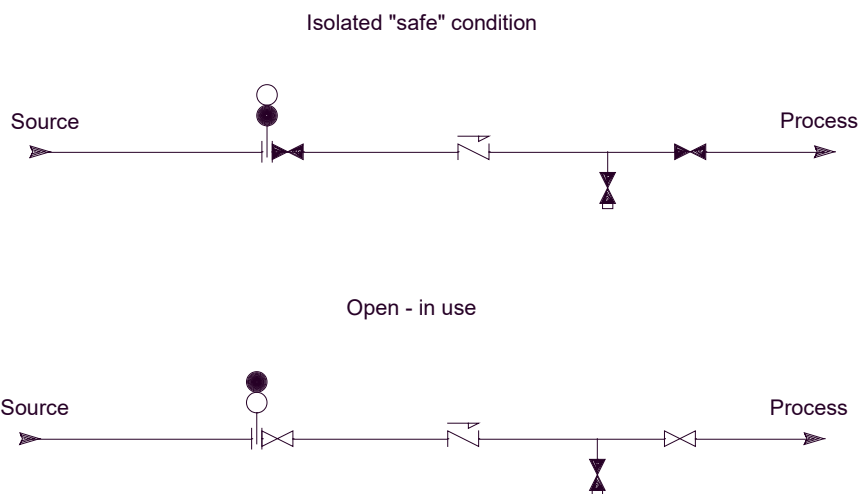 Isolated "safe" condition
Source
Process
Open - in use
Source
Process